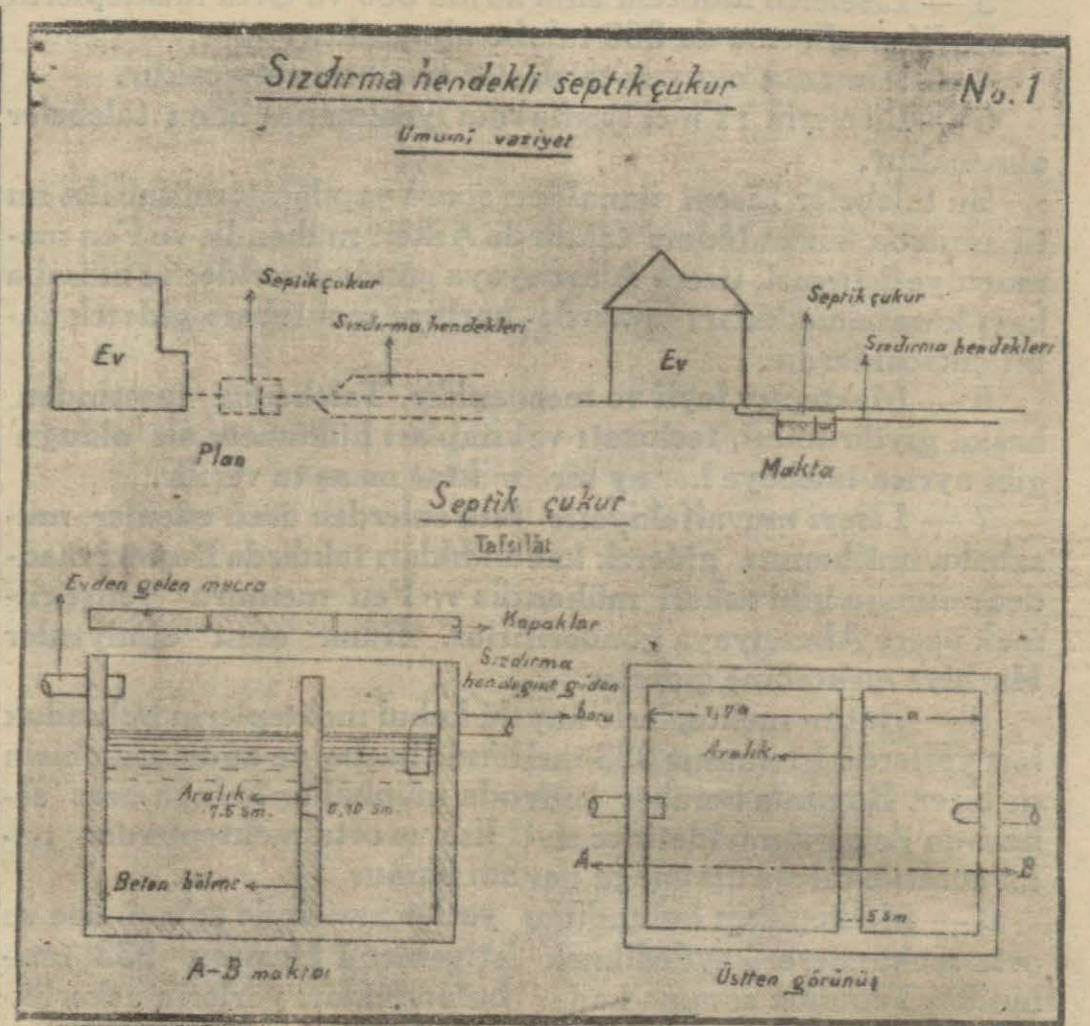 Sızdırma hendekli septik çukur
No. 1
Umumî vaziyet
Septik çukur
Sızdırma hendekleri
Ev
Plan
Septik çukur
Sızdırma hendekleri
Ev
Makta
Septik çukur
Tafsilât
Evden gelen mecra
Kapaklar
Sızdırma
hendeğine giden
boru
Aralık
7.5 sm.
Beton bölme
A-B maktaı
a
Aralık
A
B
5 sm.
Üstten görünüş